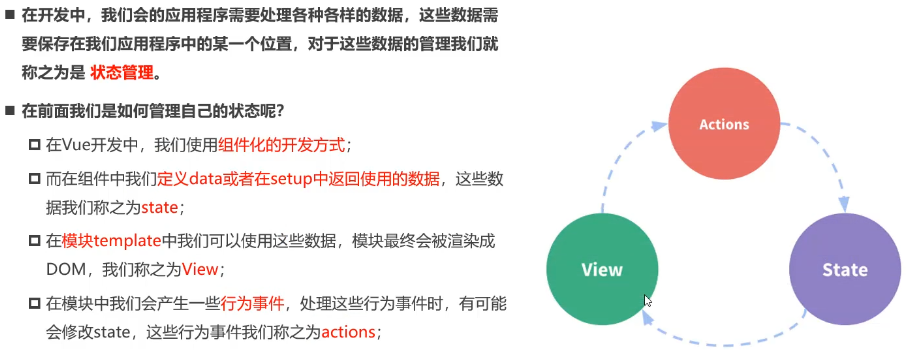 在开发中，我们会的应用程序需要处理各种各样的数据，这些数据需
要保存在我们应用程序中的某一个位置，对于这些数据的管理我们就
称之为是 状态管理。
在前面我们是如何管理自己的状态呢？
在Vue开发中，我们使用组件化的开发方式；
而在组件中我们定义data或者在setup中返回使用的数据，这些数
据我们称之为state；
在模块template中我们可以使用这些数据，模块最终会被渲染成
DOM，我们称之为View；
在模块中我们会产生一些行为事件，处理这些行为事件时，有可能
会修改state，这些行为事件我们称之为actions；
Actions
View
State